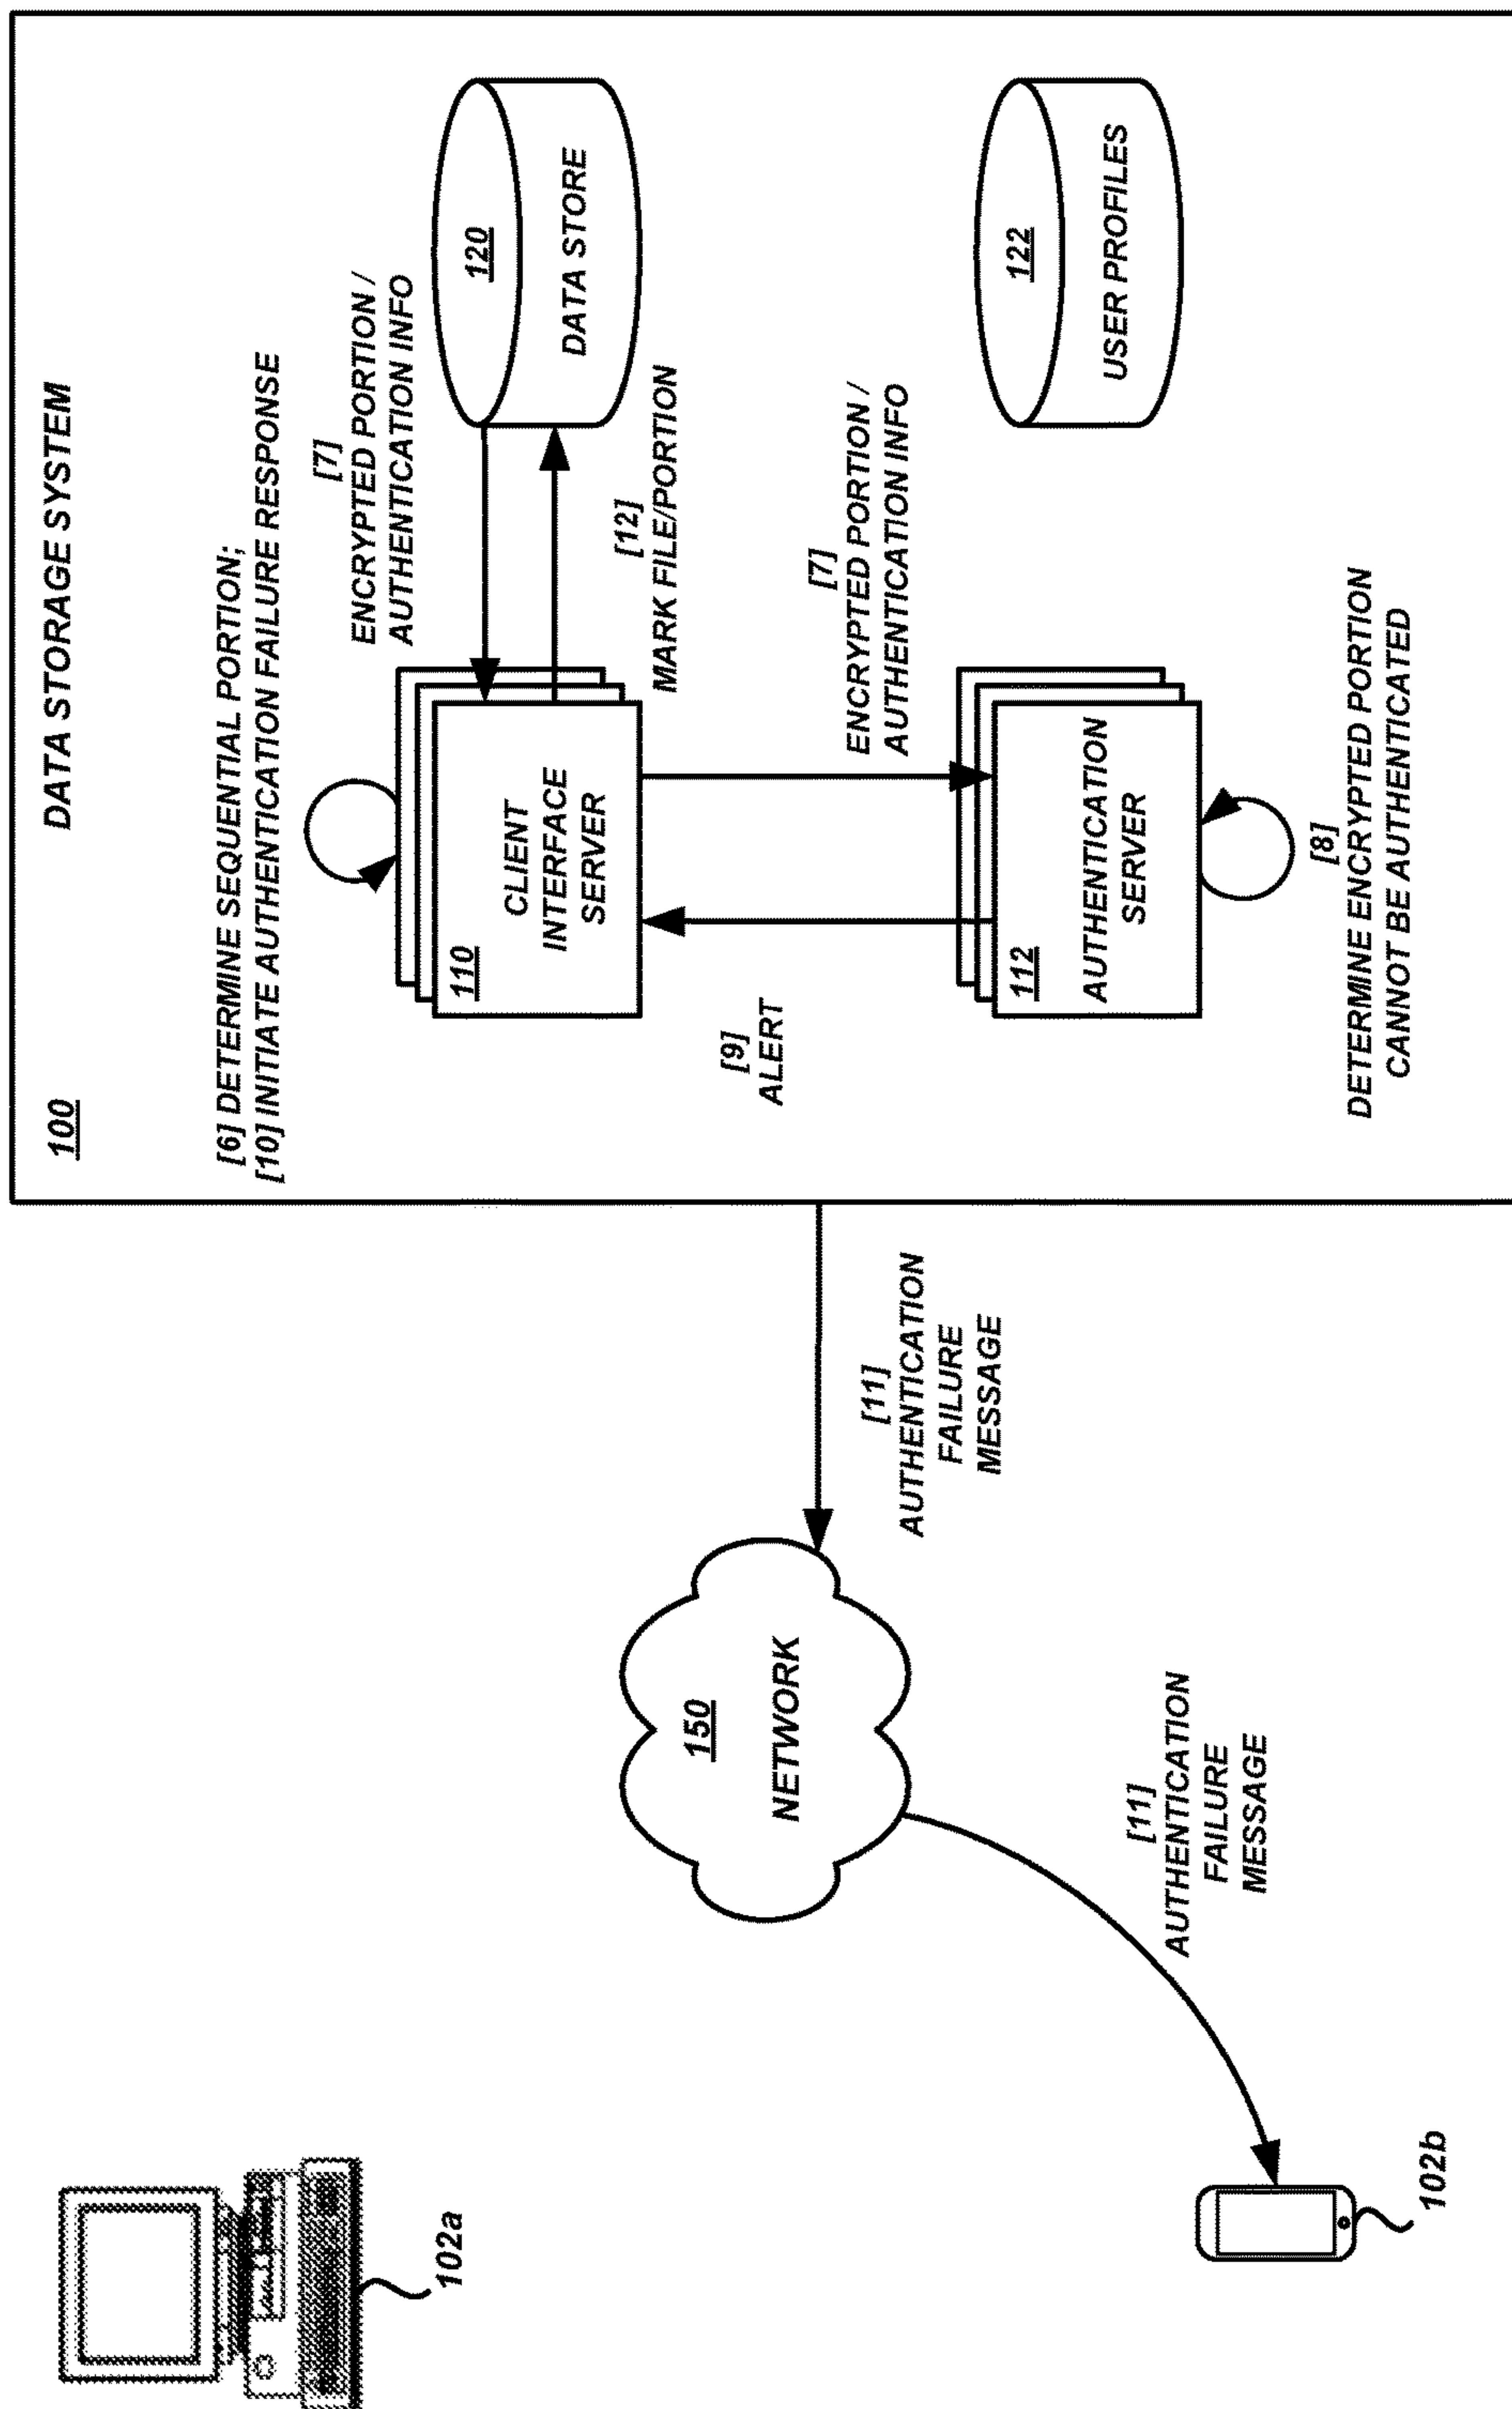 DATA STORAGE SYSTEM
100
[6] DETERMINE SEQUENTIAL PORTION;
[10] INITIATE AUTHENTICATION FAILURE RESPONSE
[7]
ENCRYPTED PORTION /
AUTHENTICATION INFO
110
CLIENT
INTERFACE
SERVER
120
DATA STORE
[12]
MARK FILE/PORTION
[9]
ALERT
[7]
ENCRYPTED PORTION /
AUTHENTICATION INFO
112
AUTHENTICATION
SERVER
122
USER PROFILES
[8]
DETERMINE ENCRYPTED PORTION
CANNOT BE AUTHENTICATED
[11]
AUTHENTICATION
FAILURE
MESSAGE
150
NETWORK
[11]
AUTHENTICATION
FAILURE
MESSAGE
102a
102b